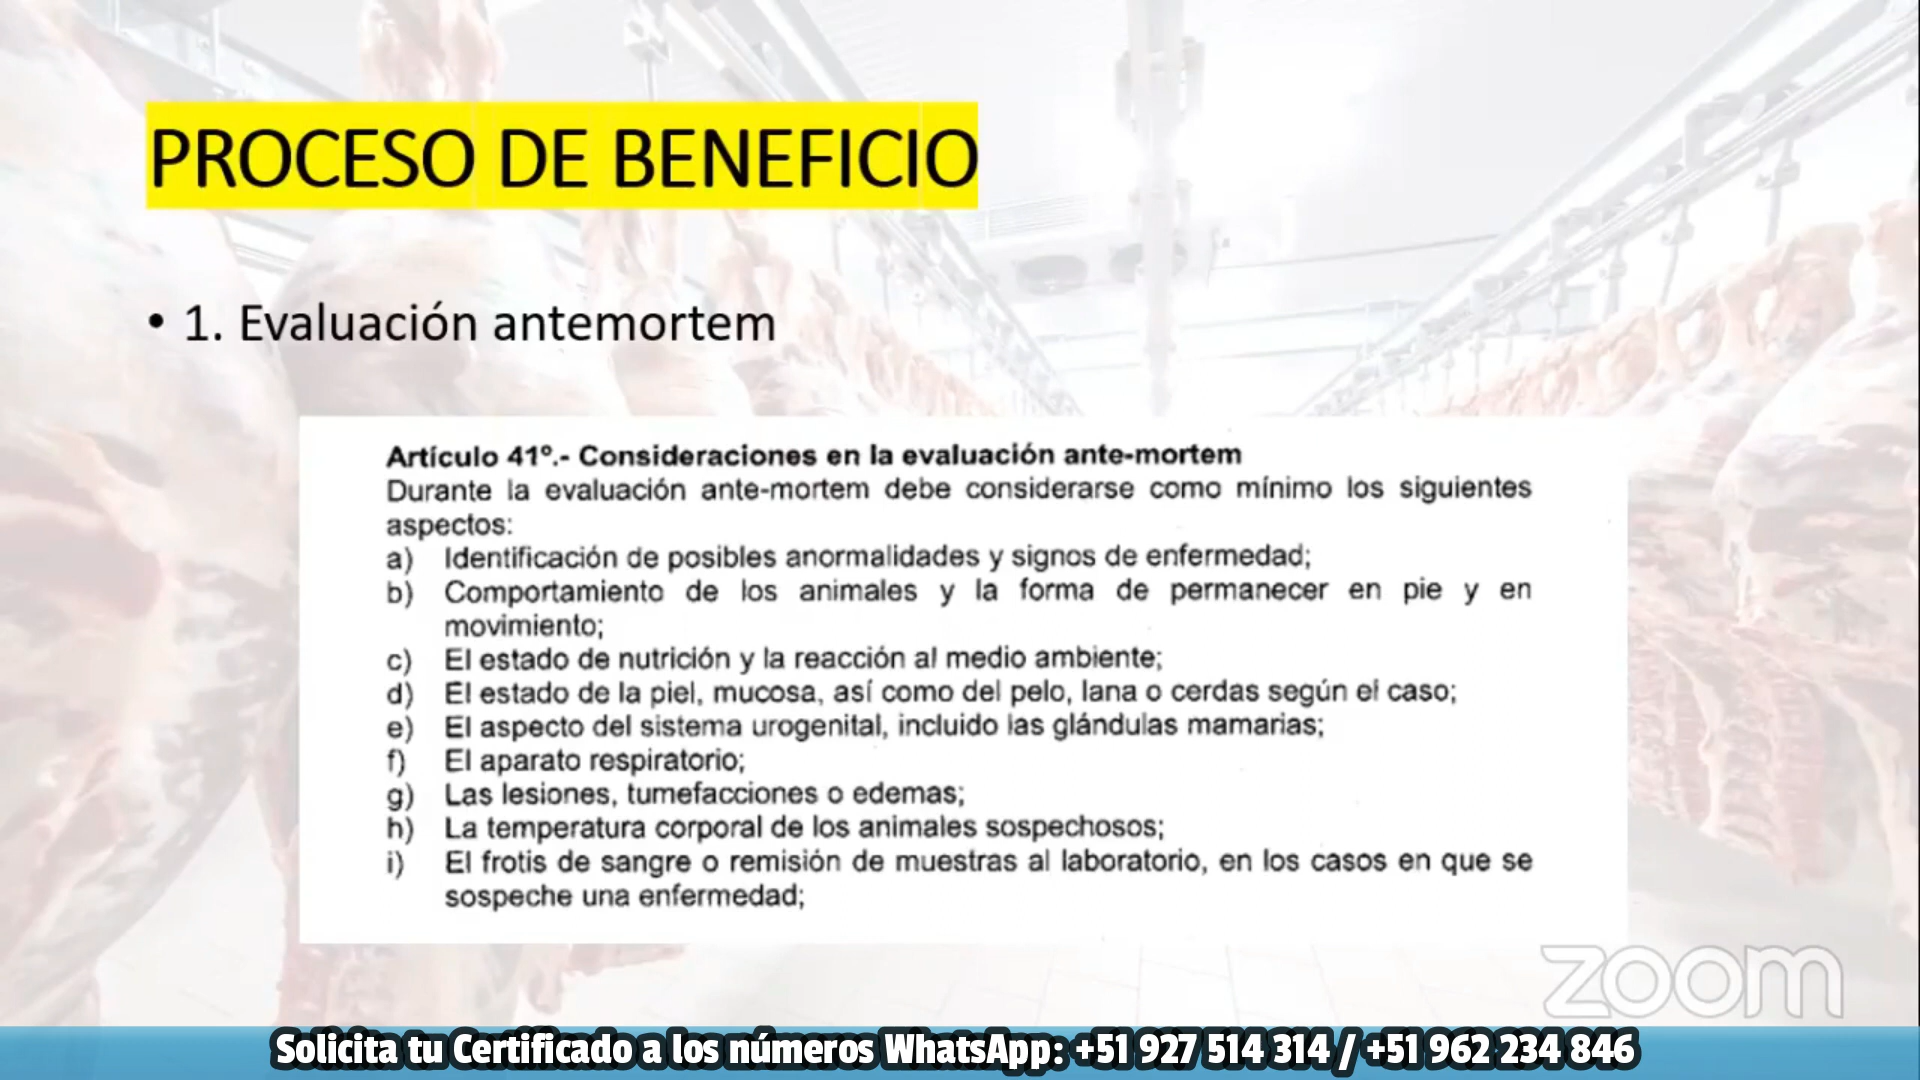 PROCESO DE BENEFICIO
• 1. Evaluación antemortem
Artículo 41º.- Consideraciones en la evaluación ante-mortem
Durante la evaluación ante-mortem debe considerarse como mínimo los siguientes
aspectos:
a) Identificación de posibles anormalidades y signos de enfermedad;
b) Comportamiento de los animales y la forma de permanecer en pie y en
movimiento;
c) El estado de nutrición y la reacción al medio ambiente;
d) El estado de la piel, mucosa, así como del pelo, lana o cerdas según el caso;
e) El aspecto del sistema urogenital, incluido las glándulas mamarias;
f) El aparato respiratorio;
g) Las lesiones, tumefacciones o edemas;
h) La temperatura corporal de los animales sospechosos;
i) El frotis de sangre o remisión de muestras al laboratorio, en los casos en que se
sospeche una enfermedad;
zoom
Solicita tu Certificado a los números WhatsApp: +51 927 514 314 / +51 962 234 846